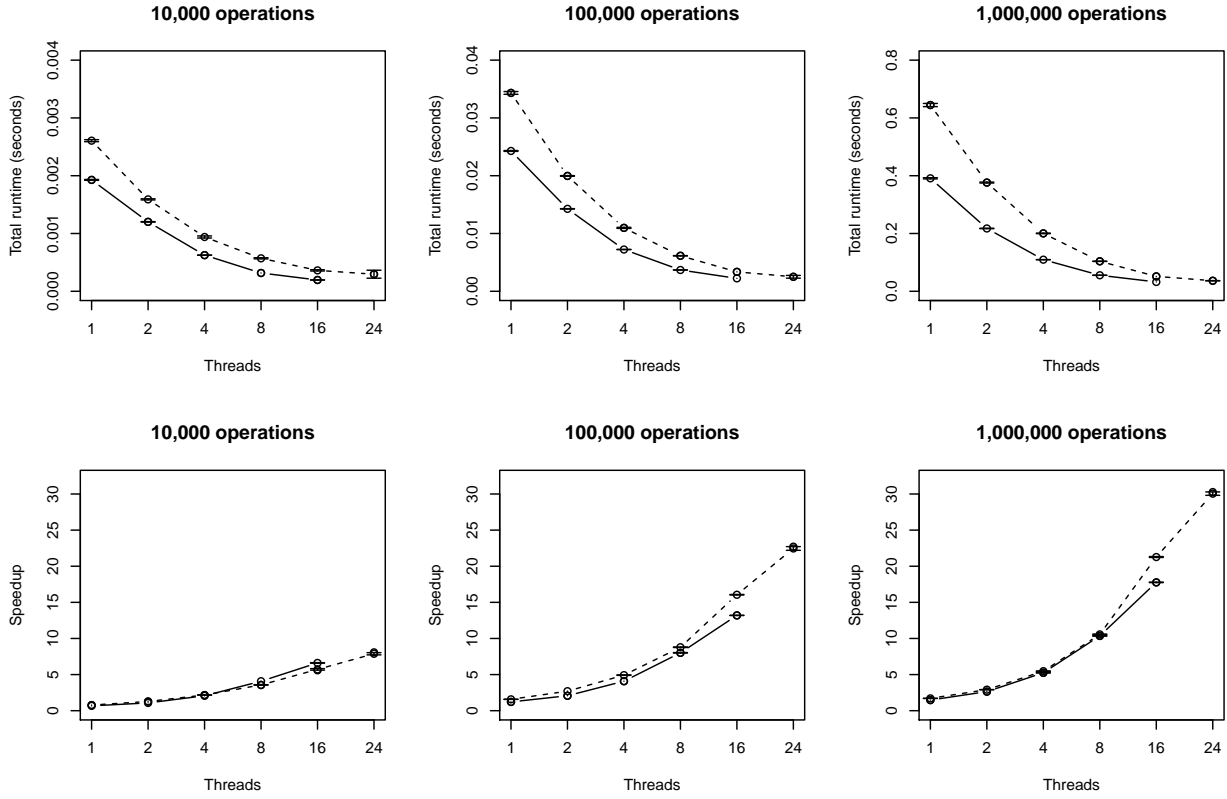 10,000 operations
Total runtime (seconds)
0.000 0.001 0.002 0.003 0.004
1 2 4 8 16 24
Threads
100,000 operations
Total runtime (seconds)
0.00 0.01 0.02 0.03 0.04
1 2 4 8 16 24
Threads
1,000,000 operations
Total runtime (seconds)
0.0 0.2 0.4 0.6 0.8
1 2 4 8 16 24
Threads
10,000 operations
Speedup
0 5 10 15 20 25 30
1 2 4 8 16 24
Threads
100,000 operations
Speedup
0 5 10 15 20 25 30
1 2 4 8 16 24
Threads
1,000,000 operations
Speedup
0 5 10 15 20 25 30
1 2 4 8 16 24
Threads